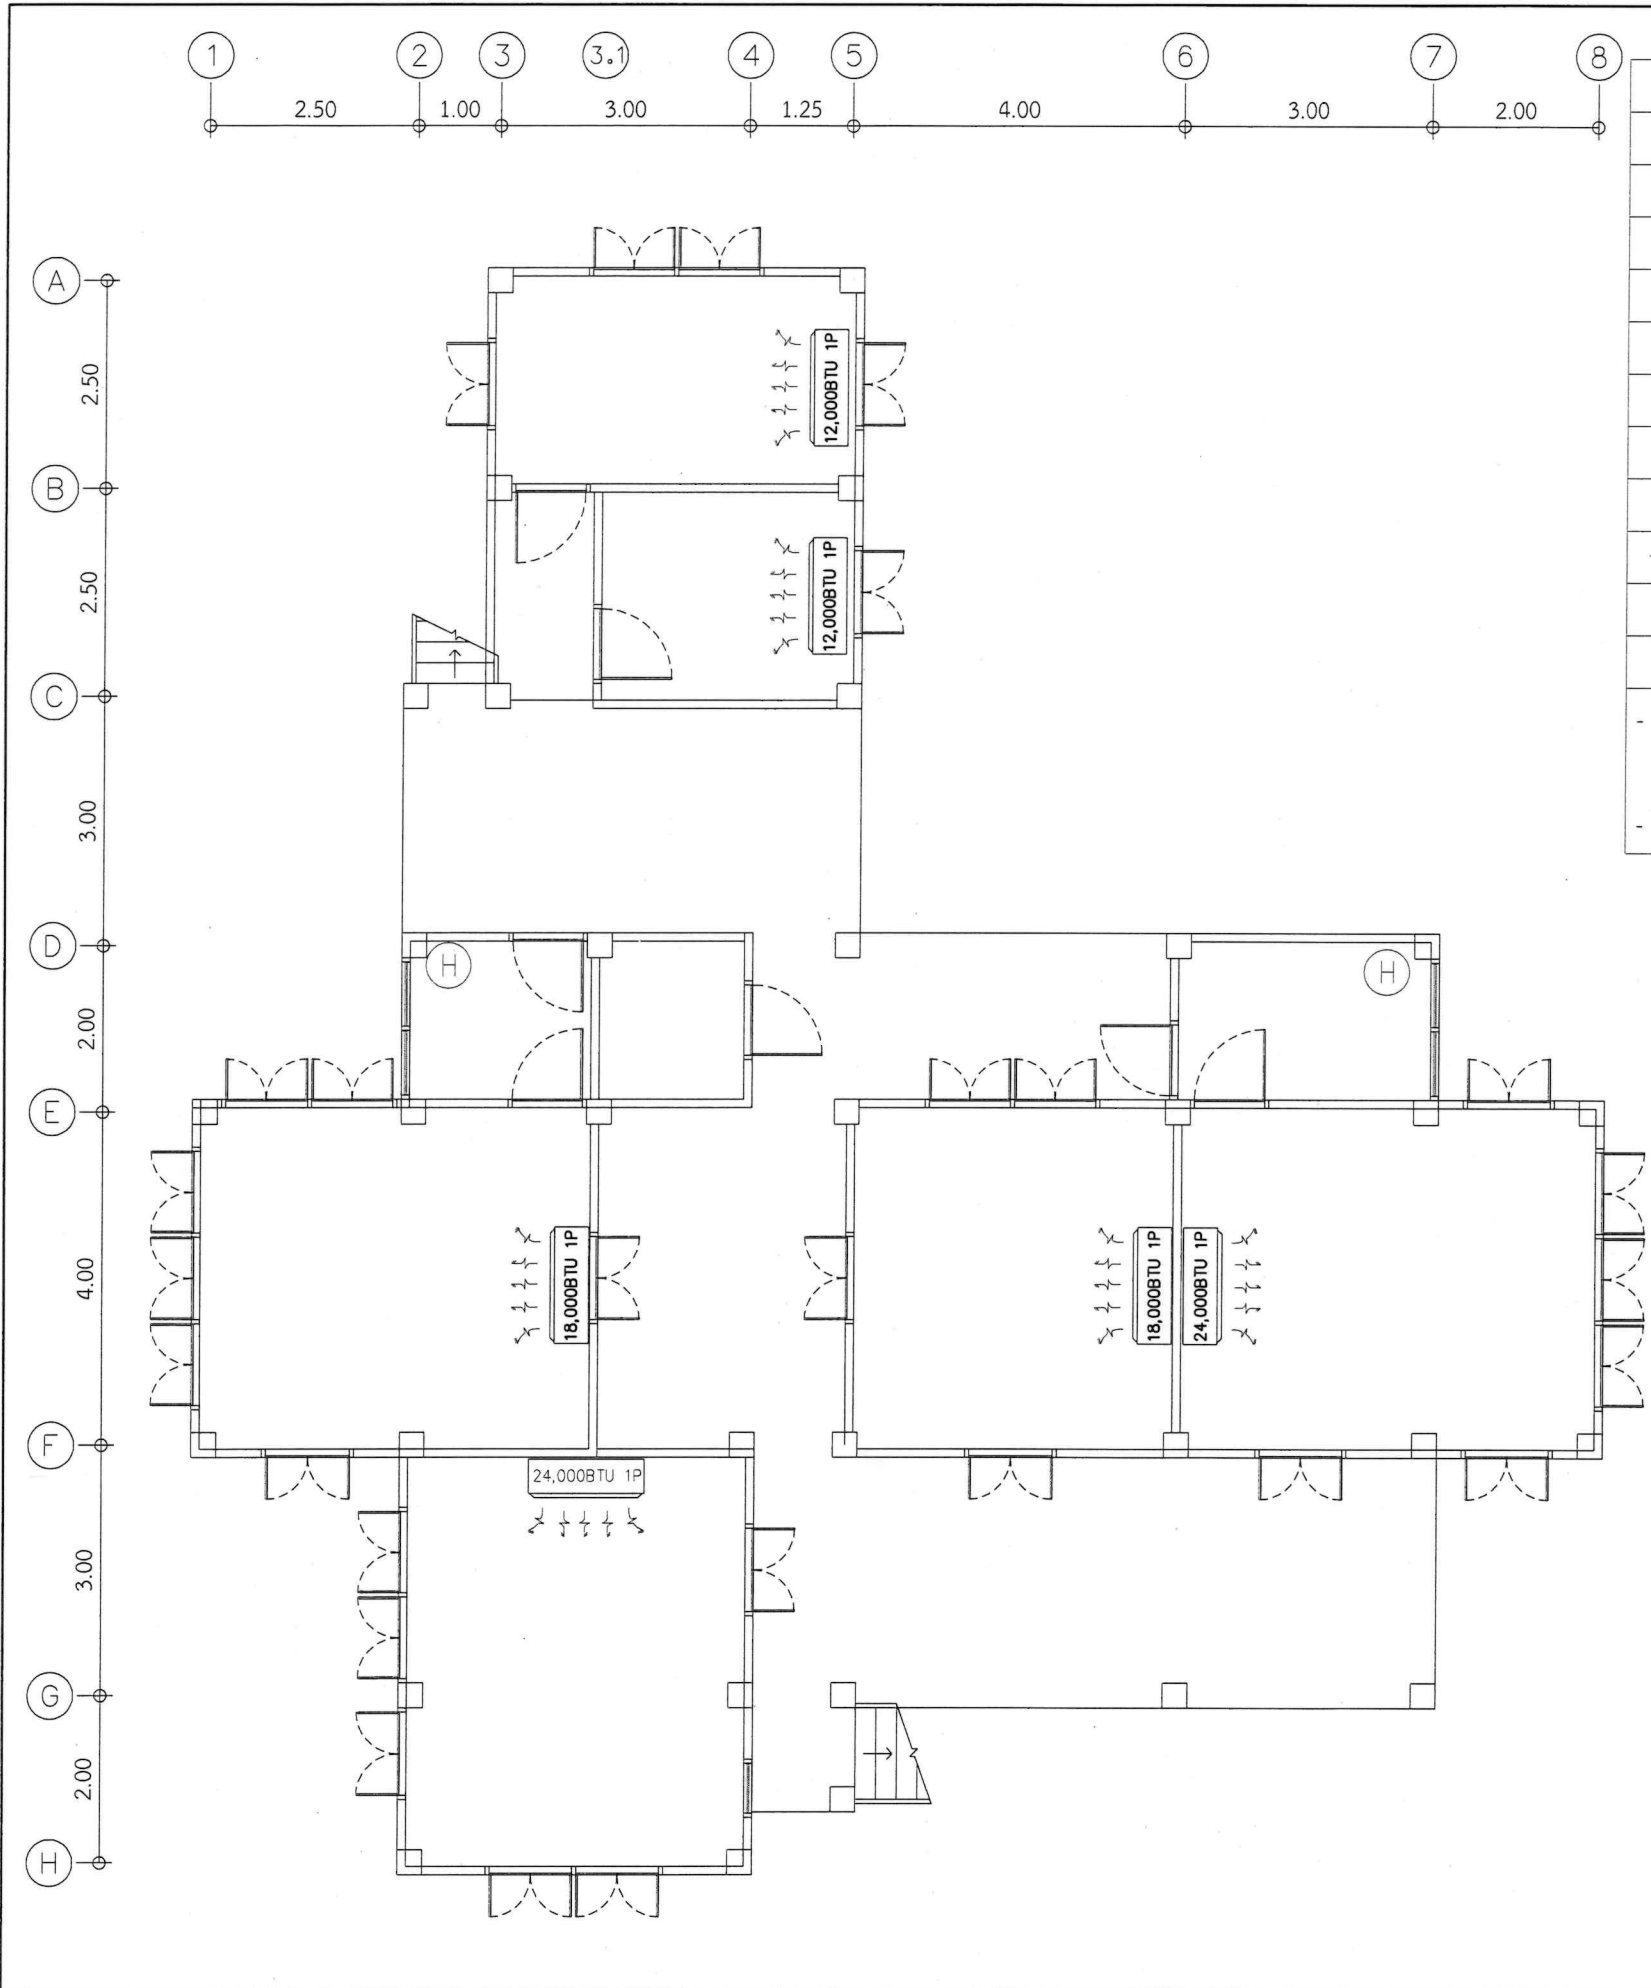 1 2 3 3.1 4 5 6 7 8
2.50 1.00 3.00 1.25 4.00 3.00 2.00
A
2.50
12,000BTU 1P
B
2.50
12,000BTU 1P
C
3.00
D
H H
2.00
E
4.00
18,000BTU 1P 18,000BTU 1P 24,000BTU 1P
F
24,000BTU 1P
3.00
G
2.00
H